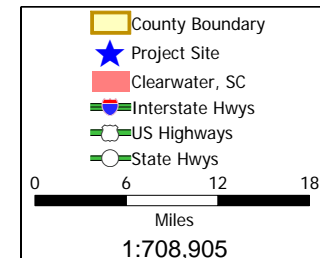 County Boundary
Project Site
Clearwater, SC
Interstate Hwys
US Highways
State Hwys
0 6 12 18
Miles
1:708,905